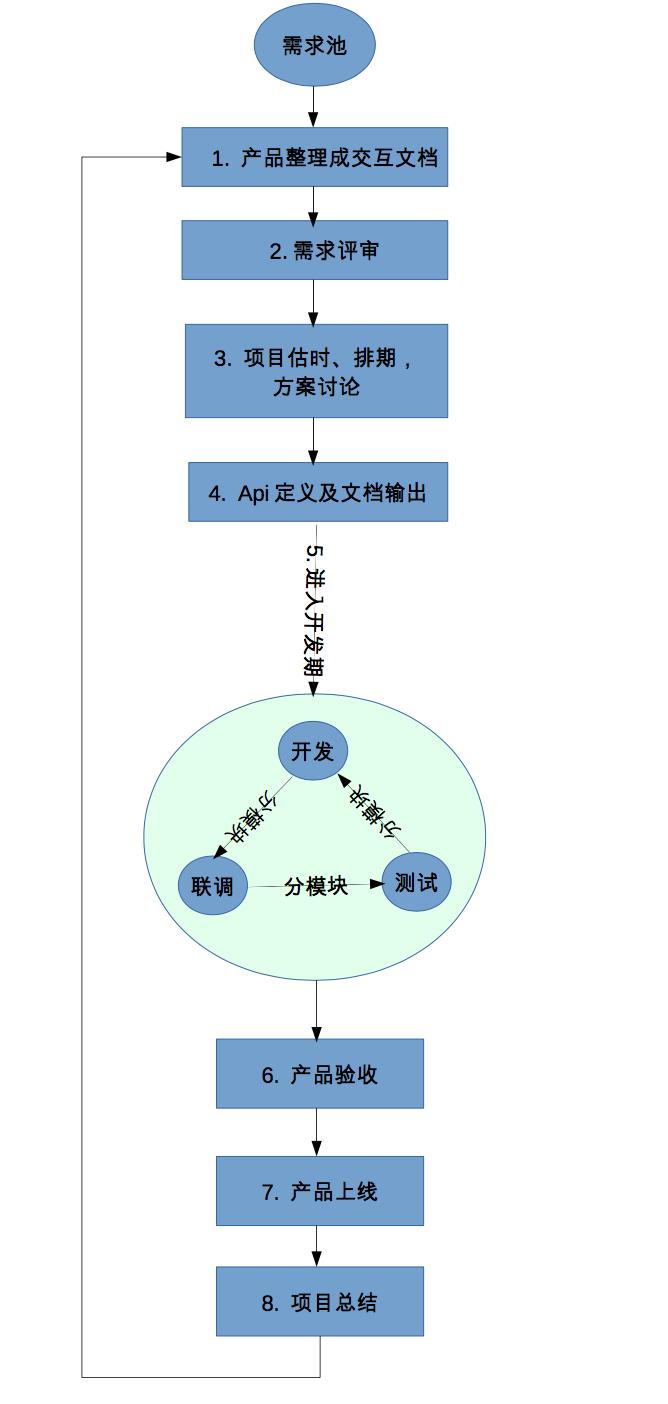 需求池
1. 产品整理成交互文档
2. 需求评审
3. 项目估时、排期，
方案讨论
4. Api 定义及文档输出
5. 进入开发期
开发
分模块
分模块
联调
分模块
测试
6. 产品验收
7. 产品上线
8. 项目总结